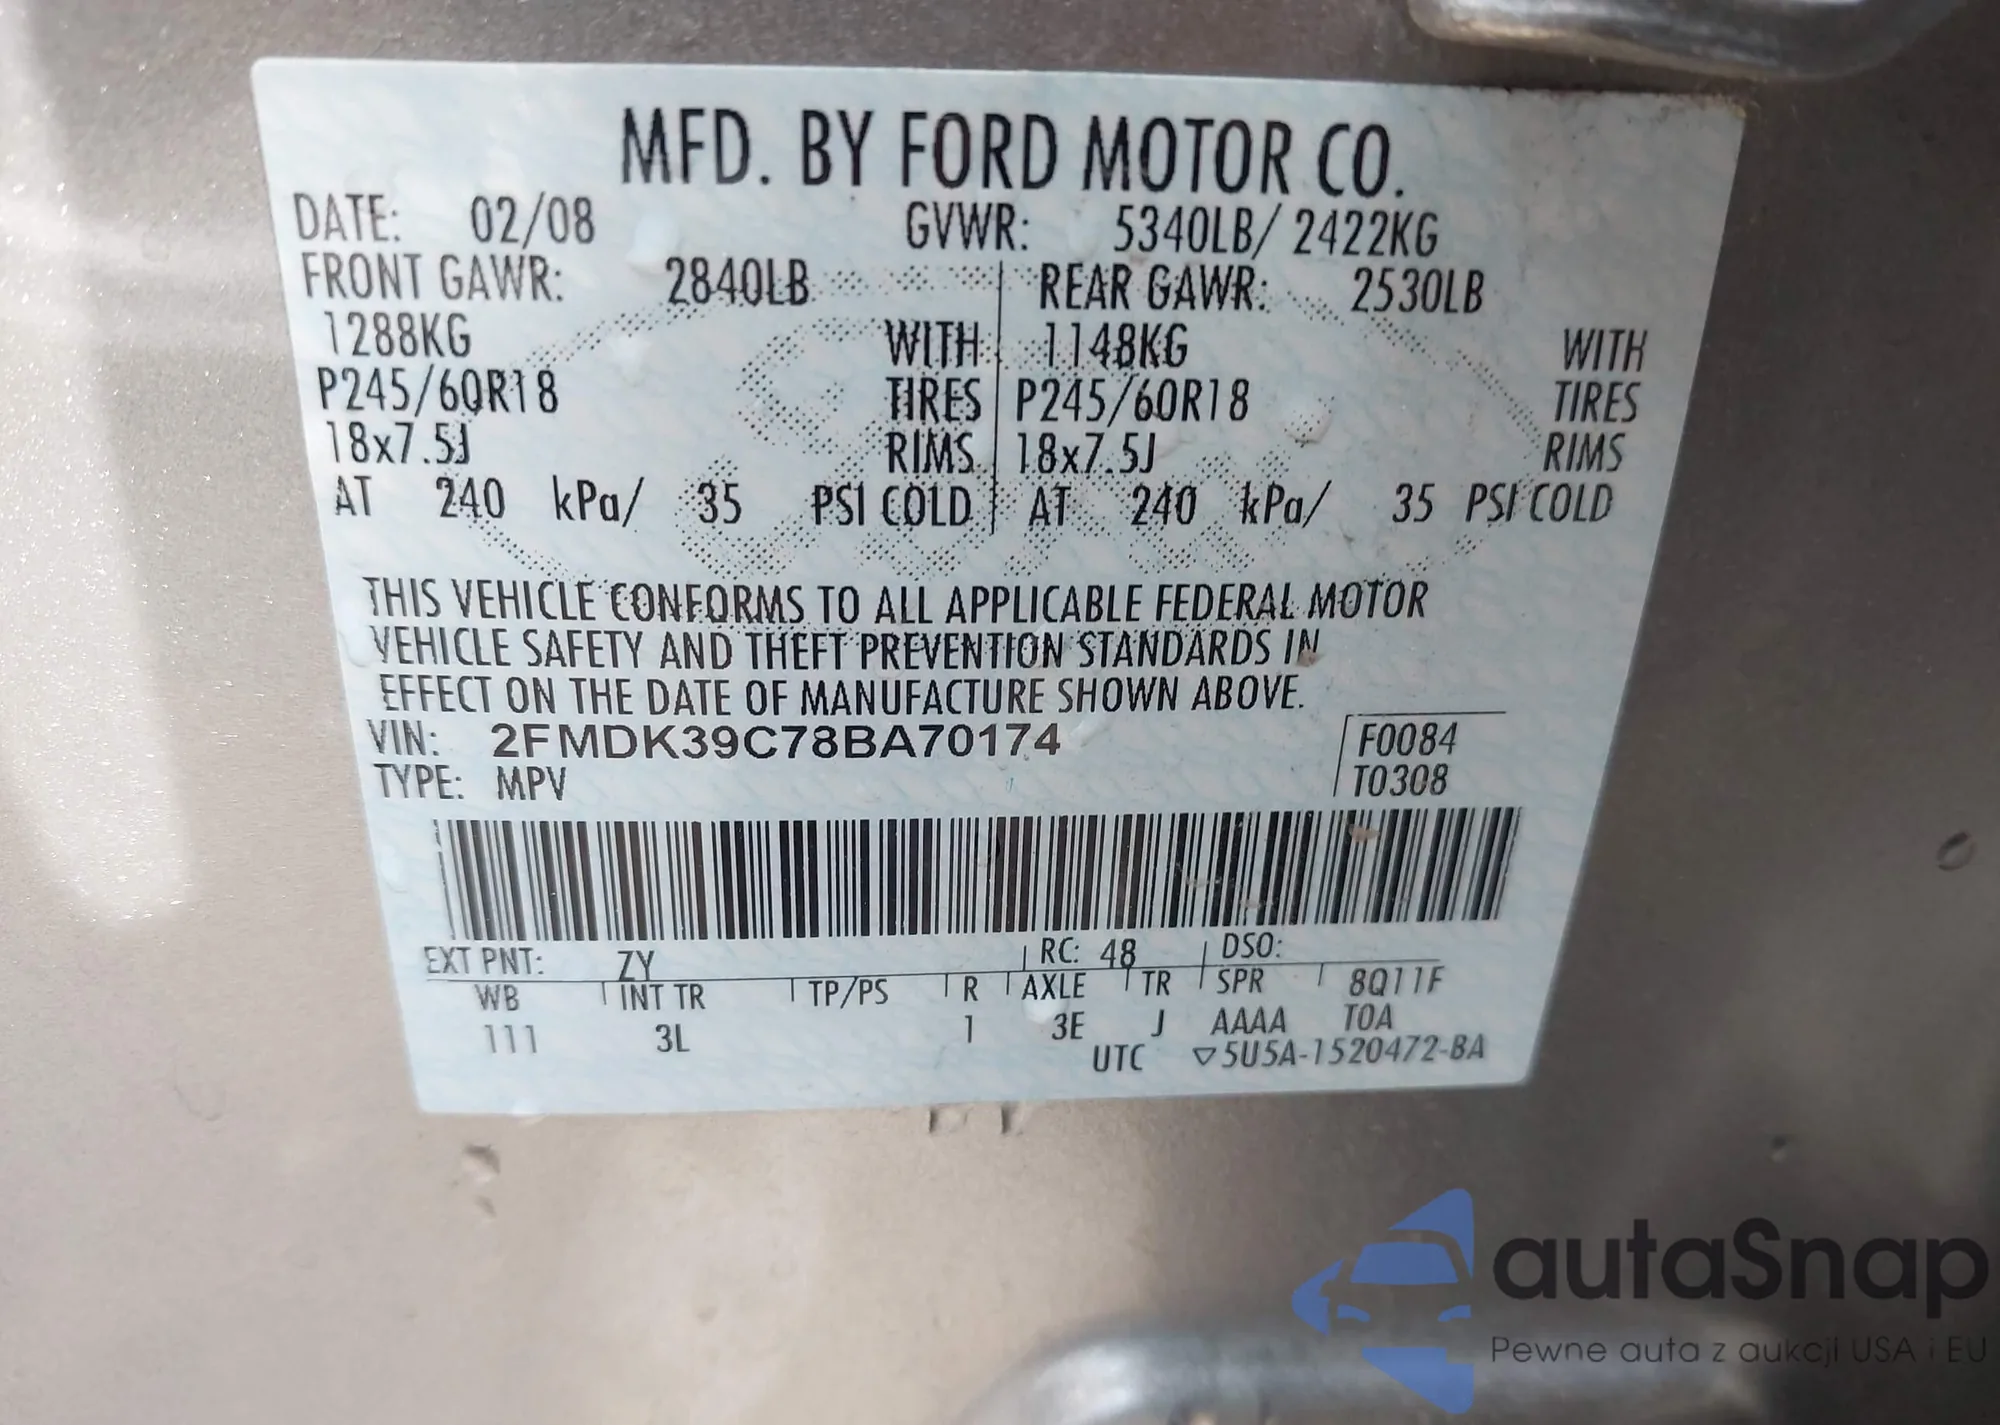 MFD. BY FORD MOTOR CO.
DATE: 02/08 GVWR: 5340LB/ 2422KG
FRONT GAWR: 2840LB REAR GAWR: 2530LB
1288KG WITH 1148KG WITH
P245/60R18 TIRES P245/60R18 TIRES
18x7.5J RIMS 18x7.5J RIMS
AT 240 kPa/ 35 PSI COLD AT 240 kPa/ 35 PSI COLD
THIS VEHICLE CONFORMS TO ALL APPLICABLE FEDERAL MOTOR
VEHICLE SAFETY AND THEFT PREVENTION STANDARDS IN
EFFECT ON THE DATE OF MANUFACTURE SHOWN ABOVE.
VIN: 2FMDK39C78BA70174 F0084
TYPE: MPV T0308
EXT PNT: ZY RC: 48 DSO:
WB INT TR TP/PS R AXLE TR SPR 8Q11F
111 3L 1 3E J AAAA TOA
UTC ▽5U5A-1520472-BA
autaSnap
Pewne auta z aukcji USA i EU